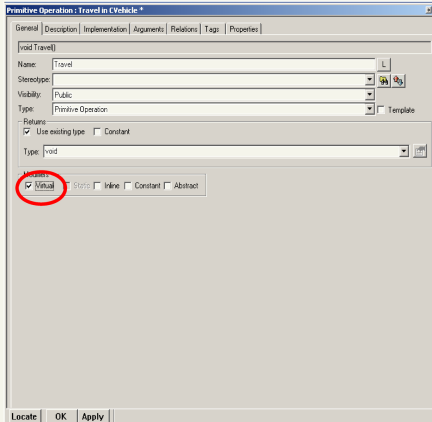 Primitive Operation : Travel in CVehicle *
General Description Implementation Arguments Relations Tags Properties
void Travel()
Name: Travel L
Stereotype:
Visibility: Public
Type: Primitive Operation Template
Returns
Use existing type Constant
Type: void
Modifiers
Virtual Static Inline Constant Abstract
Locate OK Apply